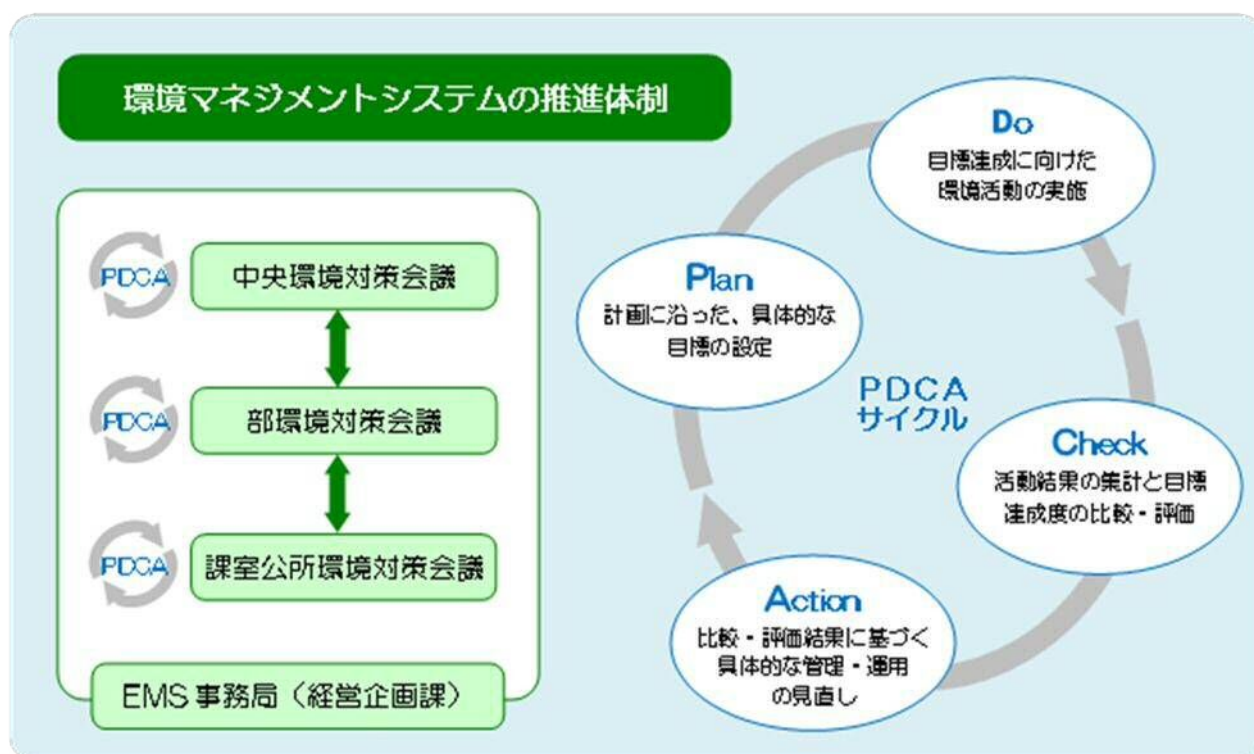 環境マネジメントシステムの推進体制
PDCA
中央環境対策会議
PDCA
部環境対策会議
PDCA
課室公所環境対策会議
EMS 事務局（経営企画課）
Do
目標達成に向けた
環境活動の実施
Plan
計画に沿った、具体的な
目標の設定
PDCA
サイクル
Check
活動結果の集計と目標
達成度の比較・評価
Action
比較・評価結果に基づく
具体的な管理・運用
の見直し